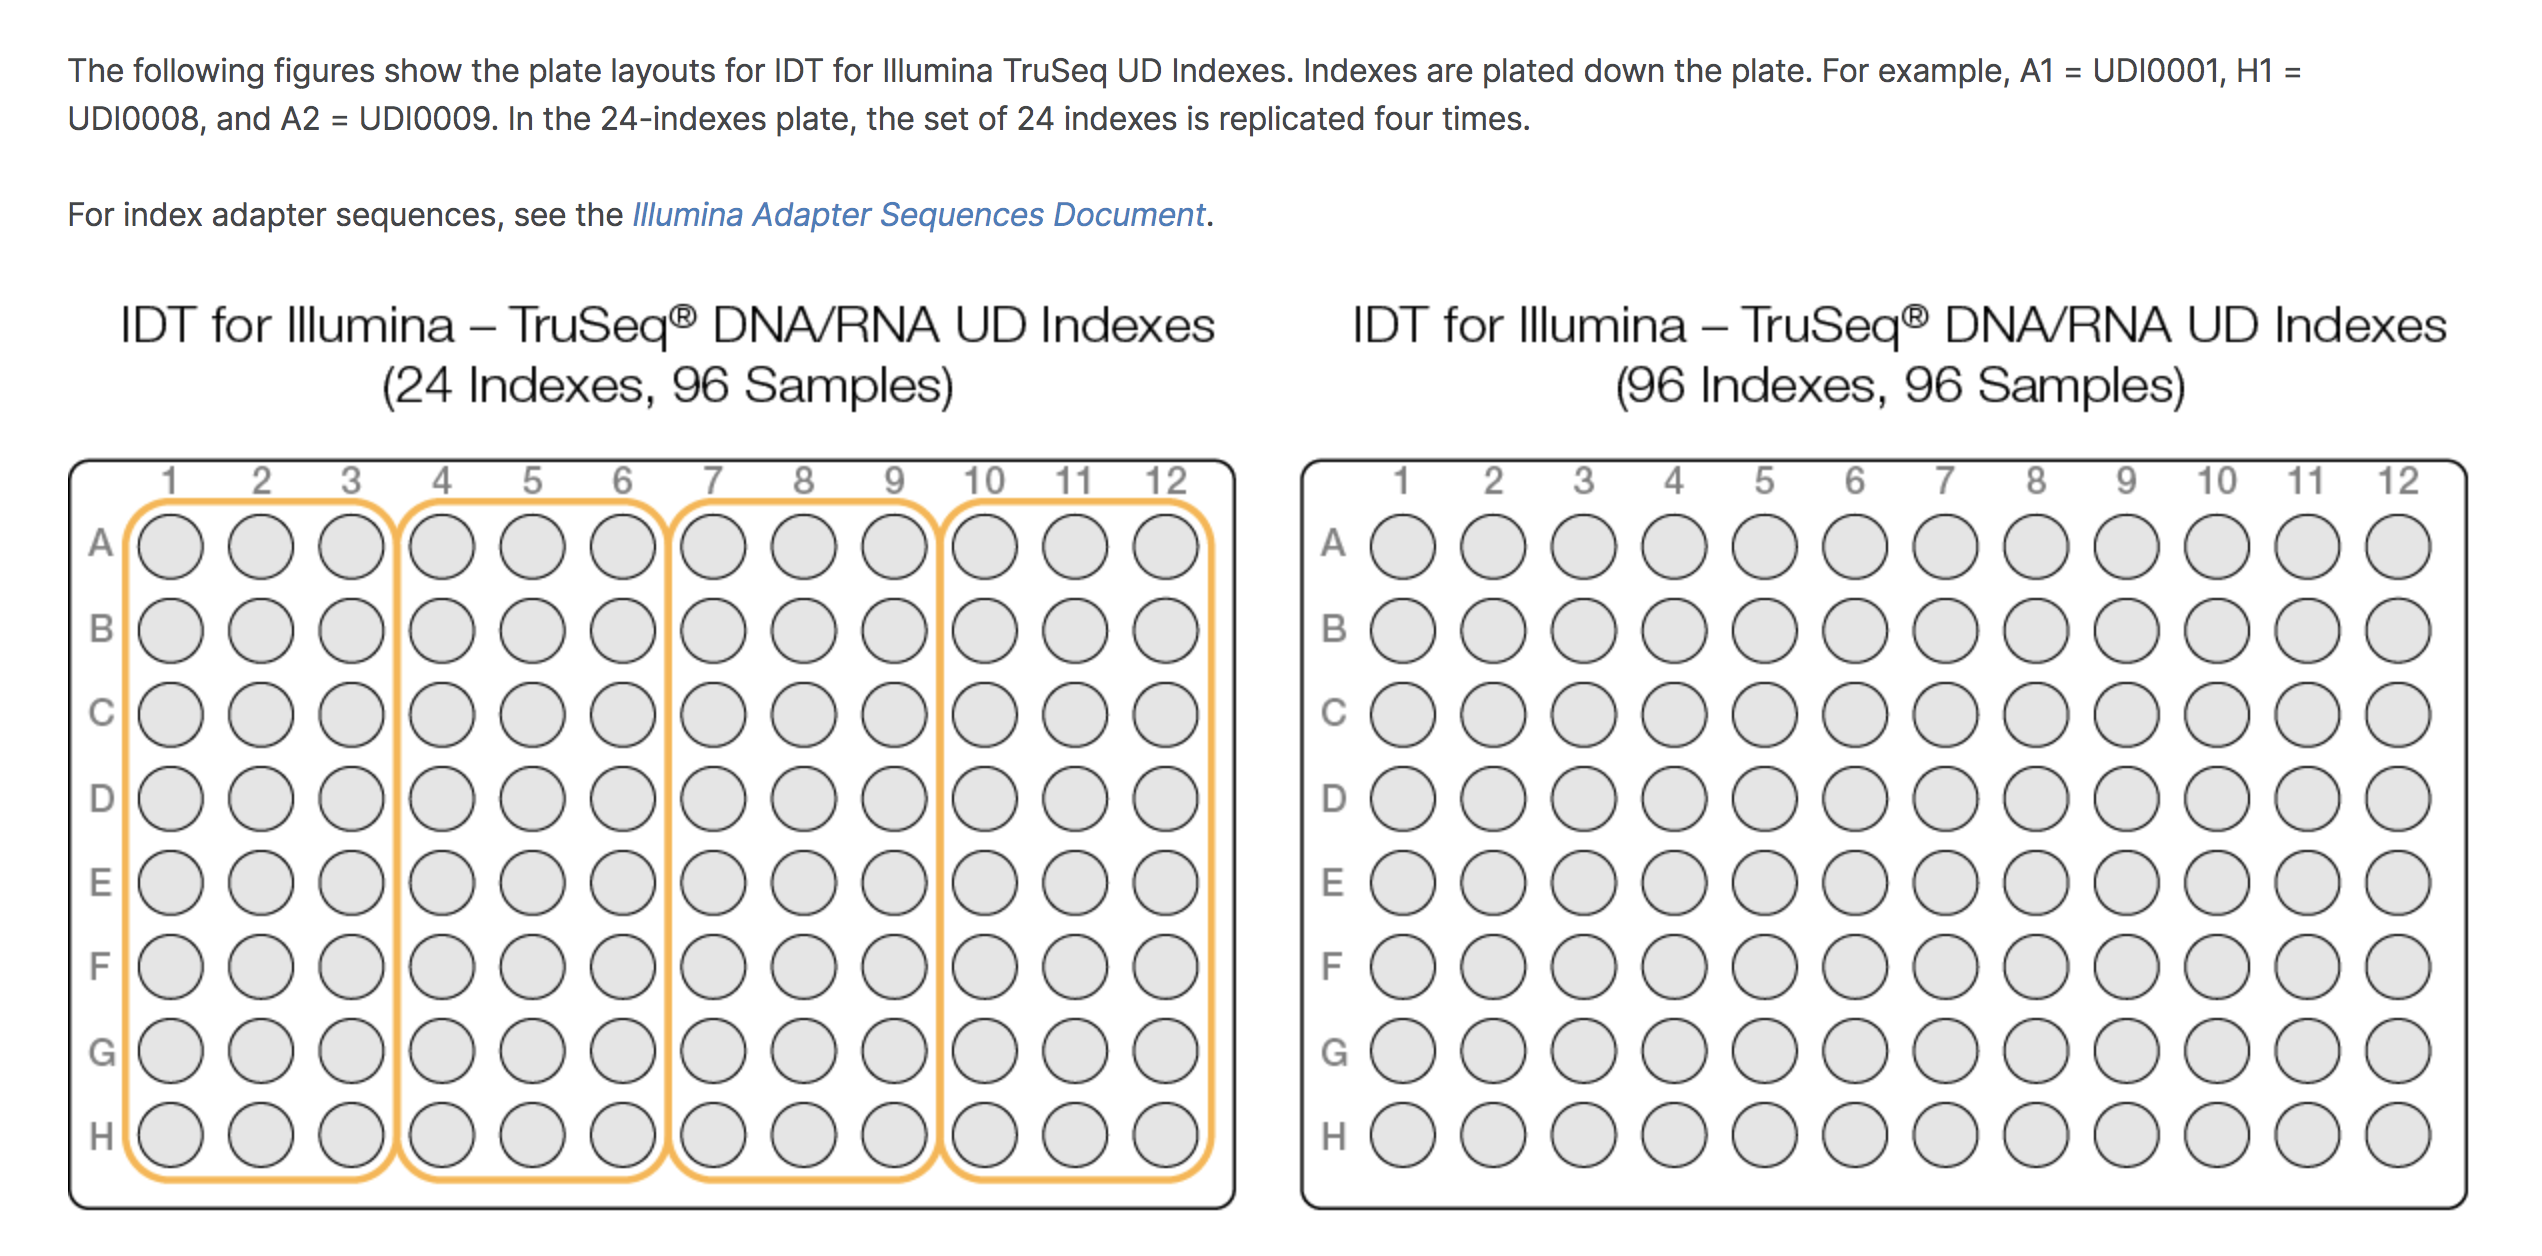 The following figures show the plate layouts for IDT for Illumina TruSeq UD Indexes. Indexes are plated down the plate. For example, A1 = UDI0001, H1 =
UDI0008, and A2 = UDI0009. In the 24-indexes plate, the set of 24 indexes is replicated four times.
For index adapter sequences, see the Illumina Adapter Sequences Document.
IDT for Illumina – TruSeq® DNA/RNA UD Indexes
(24 Indexes, 96 Samples)
1 2 3 4 5 6 7 8 9 10 11 12
A
B
C
D
E
F
G
H
IDT for Illumina – TruSeq® DNA/RNA UD Indexes
(96 Indexes, 96 Samples)
1 2 3 4 5 6 7 8 9 10 11 12
A
B
C
D
E
F
G
H